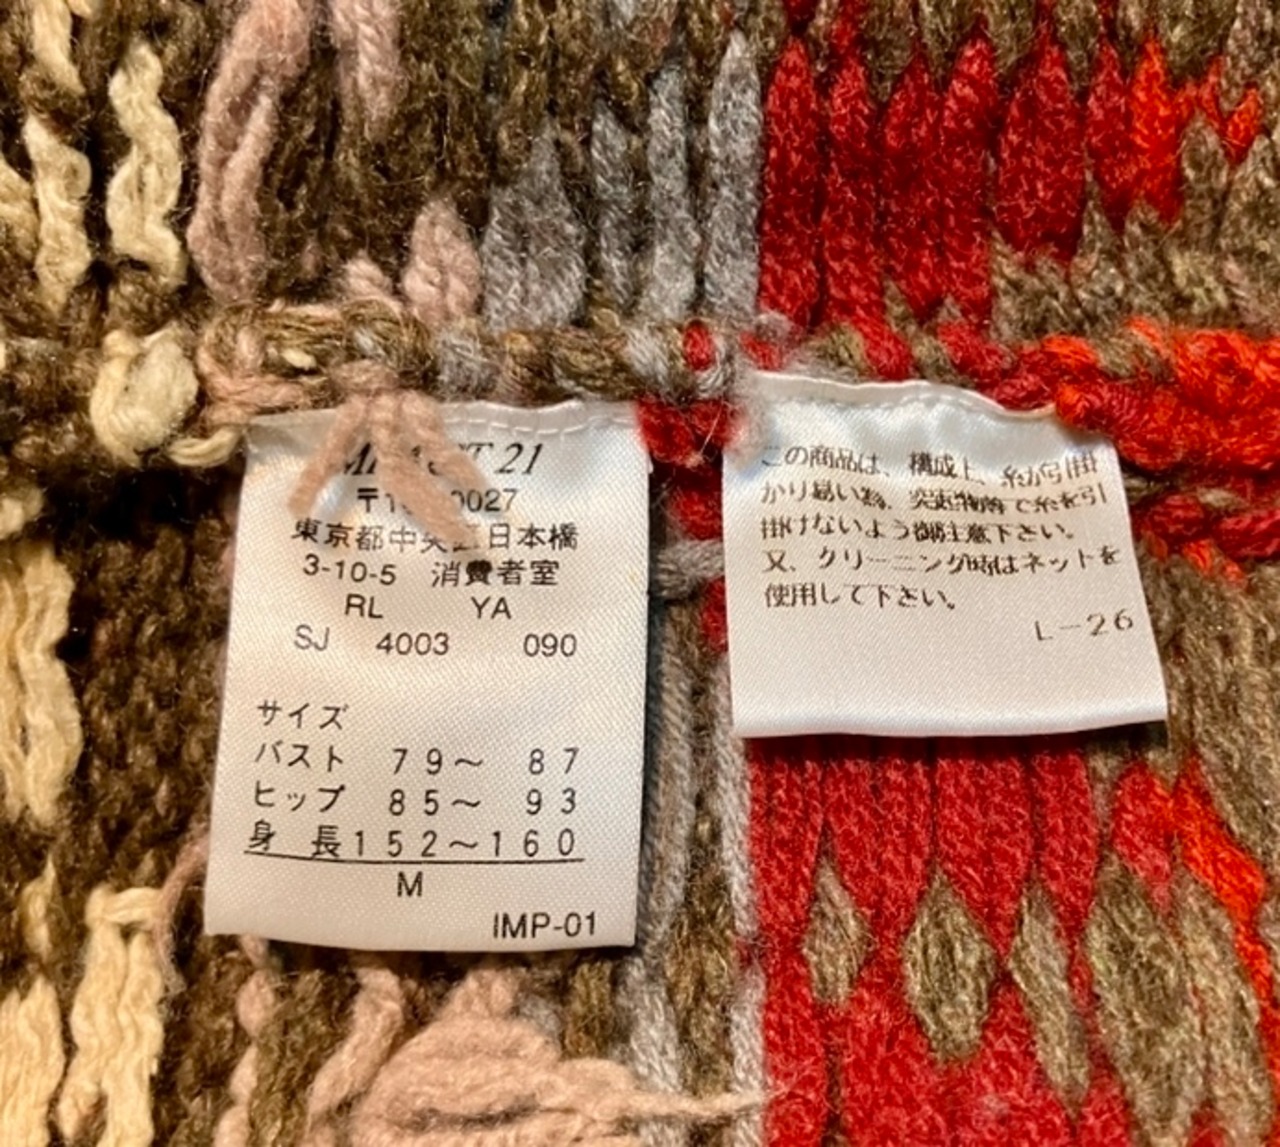 21
〒1 0027
東京都中央区日本橋
3-10-5 消費者室
RL YA
SJ 4003 090
サイズ
バスト 79〜 87
ヒップ 85〜 93
身 長152〜160
M
IMP-01
この商品は、構成上、糸が引掛
かり易い為、突起物等で糸を引
掛けないよう御注意下さい。
又、クリーニング時はネットを
使用して下さい。
L-26